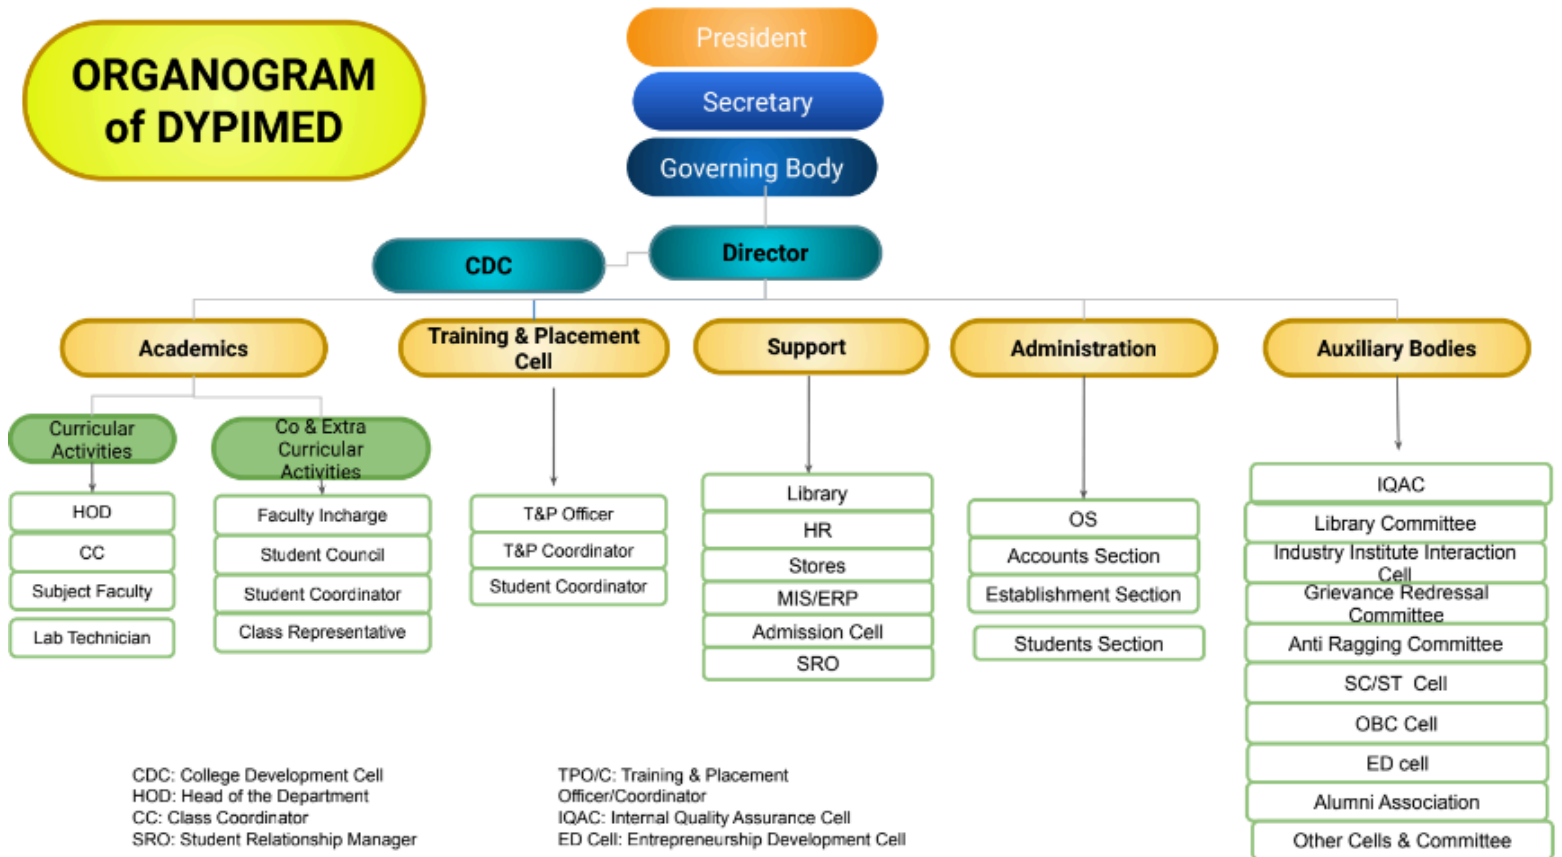 ORGANOGRAM
of DYPIMED
President
Secretary
Governing Body
CDC
Director
Academics
Training & Placement
Cell
Support
Administration
Auxiliary Bodies
Curricular
Activities
HOD
CC
Subject Faculty
Lab Technician
Co & Extra
Curricular
Activities
Faculty Incharge
Student Council
Student Coordinator
Class Representative
T&P Officer
T&P Coordinator
Student Coordinator
Library
HR
Stores
MIS/ERP
Admission Cell
SRO
OS
Accounts Section
Establishment Section
Students Section
IQAC
Library Committee
Industry Institute Interaction
Cell
Grievance Redressal
Committee
Anti Ragging Committee
SC/ST Cell
OBC Cell
ED cell
Alumni Association
Other Cells & Committee
CDC: College Development Cell
HOD: Head of the Department
CC: Class Coordinator
SRO: Student Relationship Manager
TPO/C: Training & Placement
Officer/Coordinator
IQAC: Internal Quality Assurance Cell
ED Cell: Entrepreneurship Development Cell